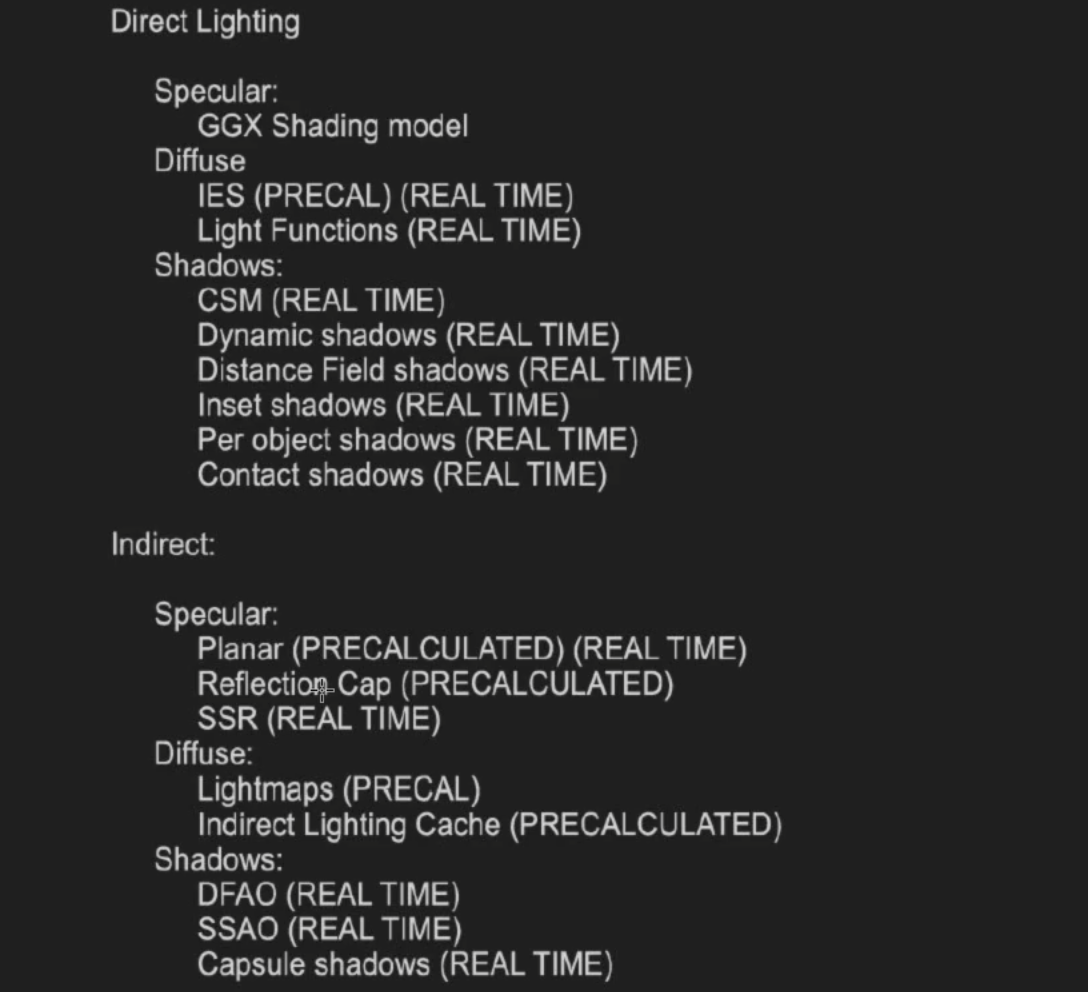 Direct Lighting
Specular:
GGX Shading model
Diffuse
IES (PRECAL) (REAL TIME)
Light Functions (REAL TIME)
Shadows:
CSM (REAL TIME)
Dynamic shadows (REAL TIME)
Distance Field shadows (REAL TIME)
Inset shadows (REAL TIME)
Per object shadows (REAL TIME)
Contact shadows (REAL TIME)
Indirect:
Specular:
Planar (PRECALCULATED) (REAL TIME)
Reflection Cap (PRECALCULATED)
SSR (REAL TIME)
Diffuse:
Lightmaps (PRECAL)
Indirect Lighting Cache (PRECALCULATED)
Shadows:
DFAO (REAL TIME)
SSAO (REAL TIME)
Capsule shadows (REAL TIME)